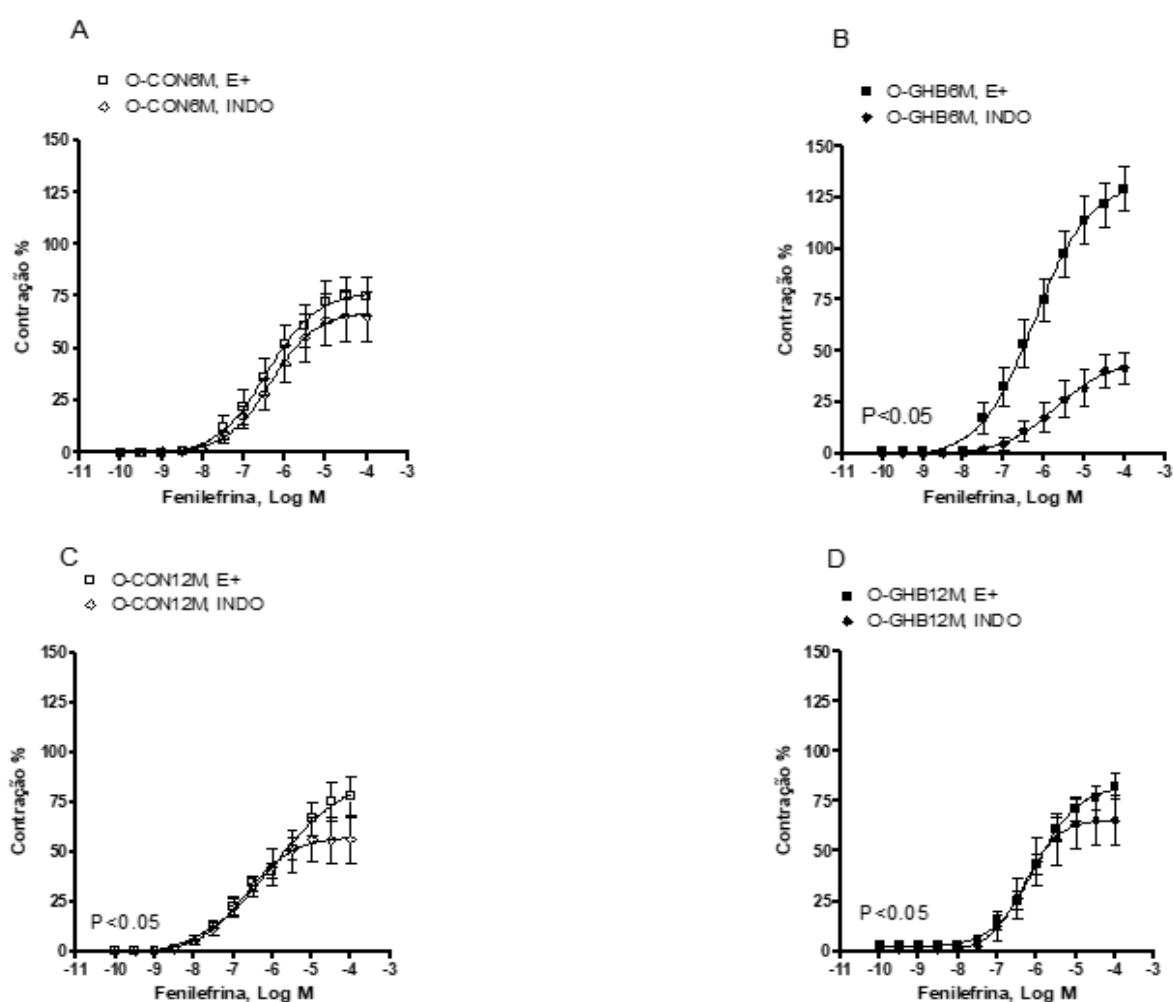 A
O-CON6M, E+
O-CON6M, INDO
150
125
100
75
50
25
0
Contração %
-11 -10 -9 -8 -7 -6 -5 -4 -3
Fenilefrina, Log M
B
O-GHB6M, E+
O-GHB6M, INDO
150
125
100
75
50
25
0
Contração %
P<0.05
-11 -10 -9 -8 -7 -6 -5 -4 -3
Fenilefrina, Log M
C
O-CON12M, E+
O-CON12M, INDO
150
125
100
75
50
25
0
Contração %
P<0.05
-11 -10 -9 -8 -7 -6 -5 -4 -3
Fenilefrina, Log M
D
O-GHB12M, E+
O-GHB12M, INDO
150
125
100
75
50
25
0
Contração %
P<0.05
-11 -10 -9 -8 -7 -6 -5 -4 -3
Fenilefrina, Log M